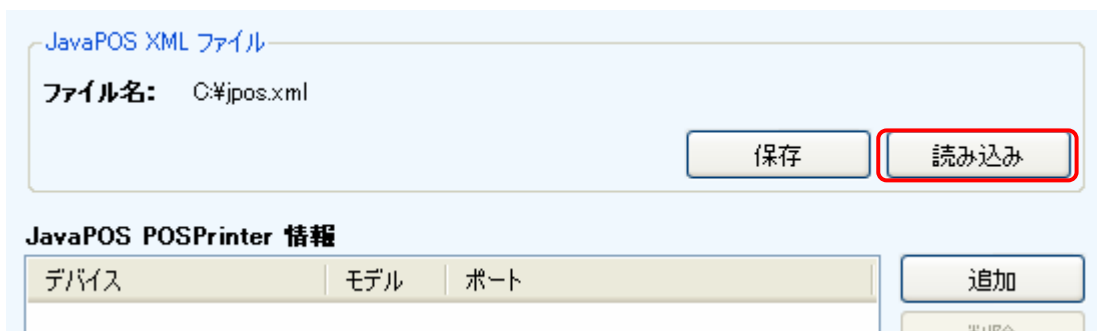 JavaPOS XML ファイル
ファイル名: C:¥jpos.xml
保存 読み込み
JavaPOS POSPrinter 情報
デバイス モデル ポート 追加